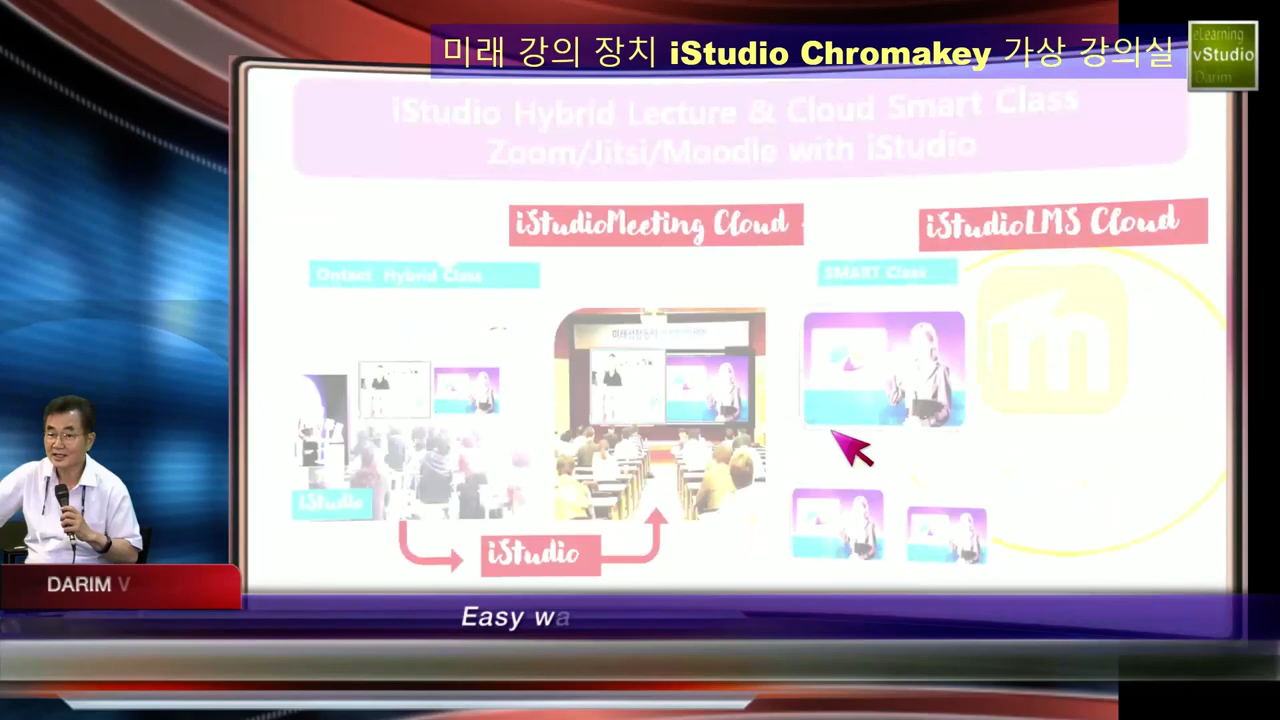 미래 강의 장치 iStudio Chromakey 가상 강의실
eLearning
vStudio
Darim
iStudio Hybrid Lecture & Cloud Smart Class
Zoom/Jitsi/Moodle with iStudio
iStudioMeeting Cloud
iStudioLMS Cloud
Ontact Hybrid Class
SMART Class
iStudio
iStudio
DARIM V
Easy wa